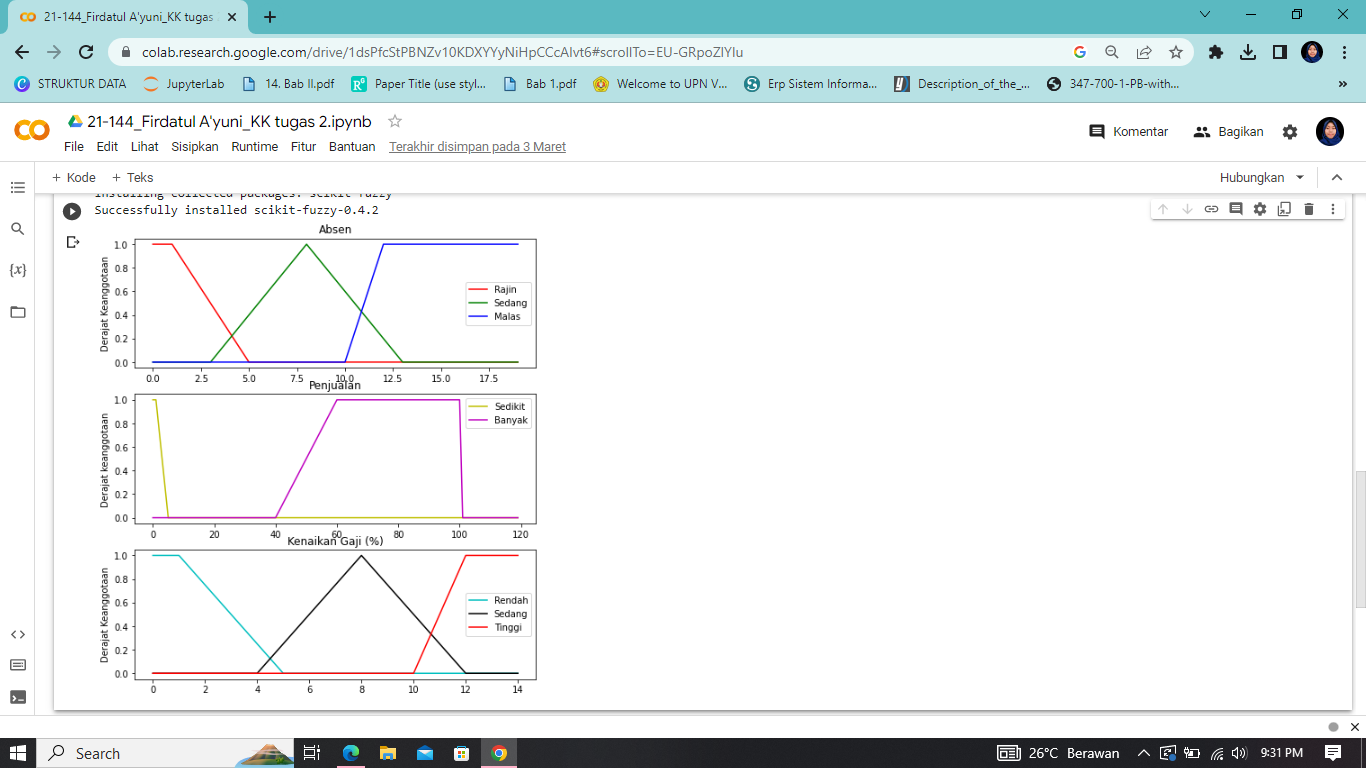 21-144_Firdatul A'yuni_KK tugas
colab.research.google.com/drive/1dsPfcStPBNZv10KDXYYyNiHpCCcAIvt6#scrollTo=EU-GRpoZlYlu
STRUKTUR DATA JupyterLab 14. Bab II.pdf Paper Title (use styl... Bab 1.pdf Welcome to UPN V... Erp Sistem Informa... Description_of_the_... 347-700-1-PB-with...
21-144_Firdatul A'yuni_KK tugas 2.ipynb
Komentar Bagikan
File Edit Lihat Sisipkan Runtime Fitur Bantuan Terakhir disimpan pada 3 Maret
+ Kode + Teks Hubungkan
Installing collected packages: scikit-fuzzy
Successfully installed scikit-fuzzy-0.4.2
Absen
Derajat Keanggotaan
1.0
0.8
0.6
0.4
0.2
0.0
Rajin
Sedang
Malas
0.0 2.5 5.0 7.5 10.0 12.5 15.0 17.5
Penjualan
Derajat keanggotaan
1.0
0.8
0.6
0.4
0.2
0.0
Sedikit
Banyak
0 20 40 60 80 100 120
Kenaikan Gaji (%)
Derajat Keanggotaan
1.0
0.8
0.6
0.4
0.2
0.0
Rendah
Sedang
Tinggi
0 2 4 6 8 10 12 14
Search
26°C Berawan
9:31 PM